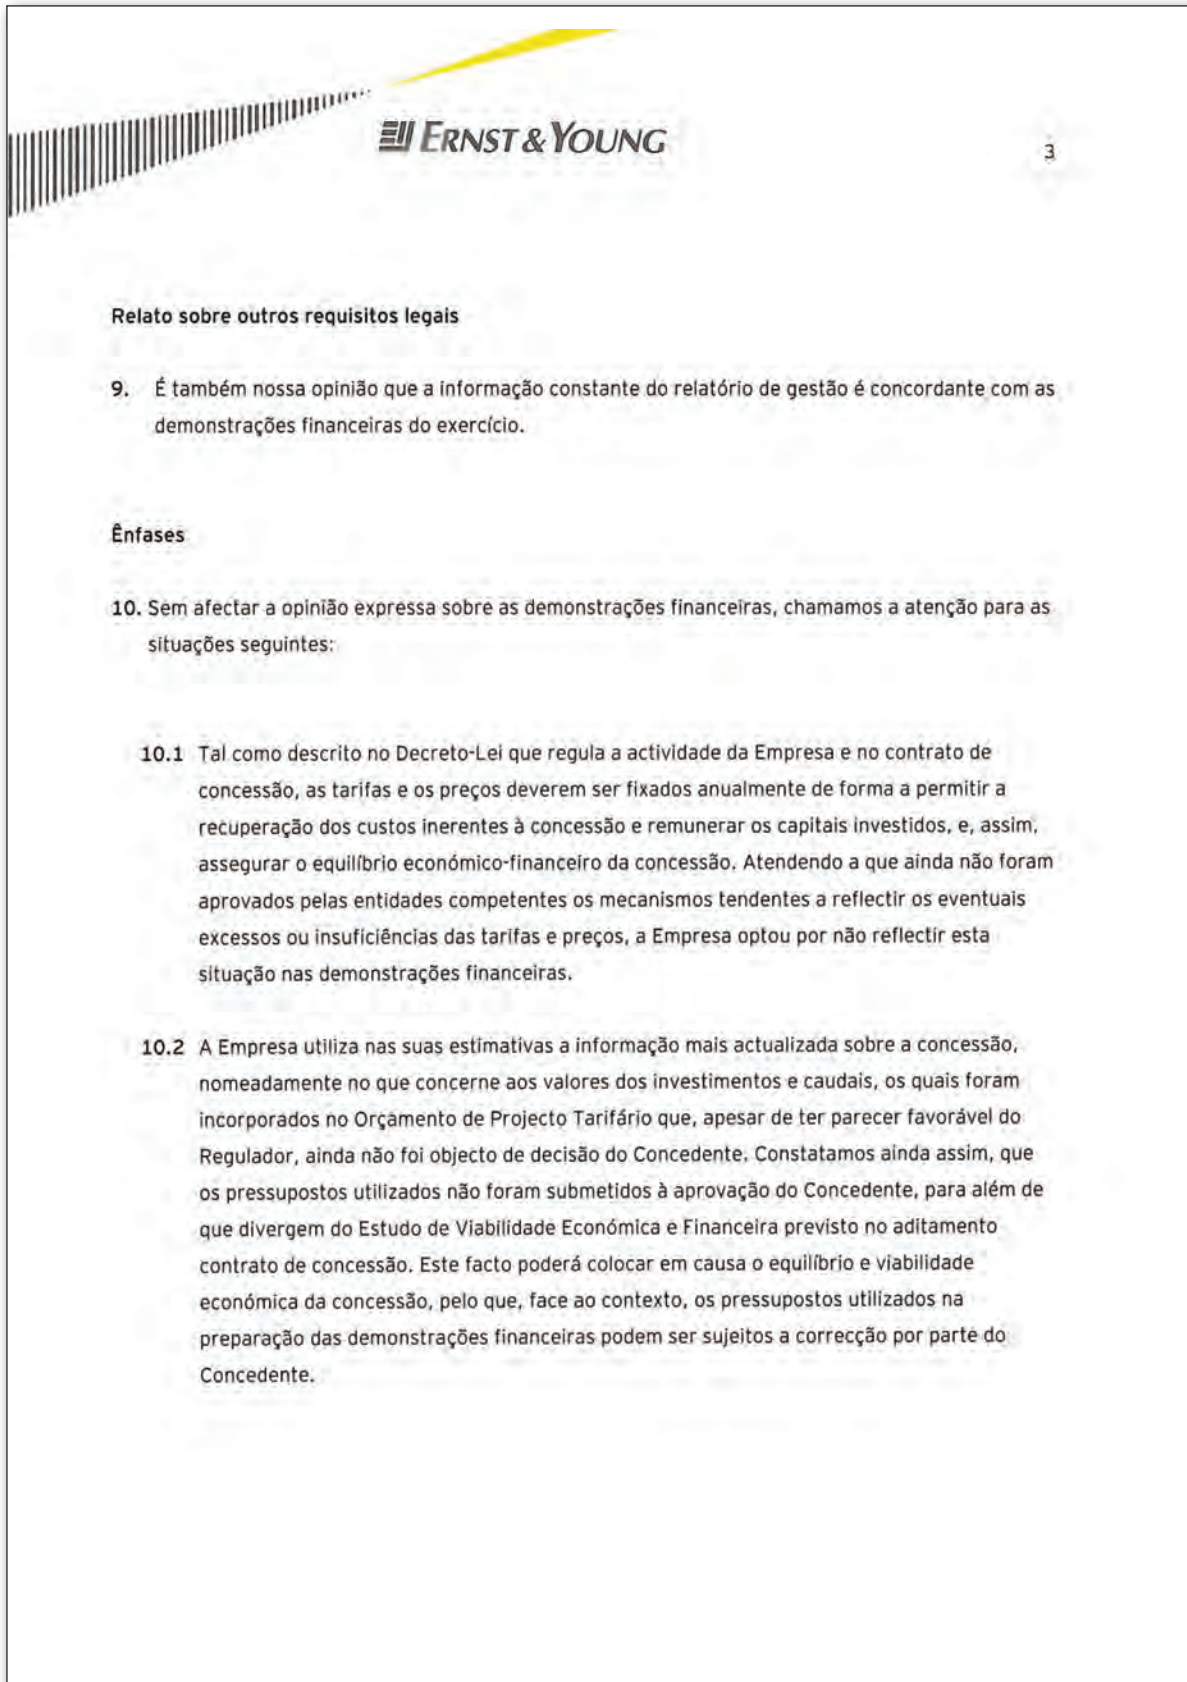 ERNST & YOUNG
3
Relato sobre outros requisitos legais
9. É também nossa opinião que a informação constante do relatório de gestão é concordante com as
demonstrações financeiras do exercício.
Ênfases
10. Sem afectar a opinião expressa sobre as demonstrações financeiras, chamamos a atenção para as
situações seguintes:
10.1 Tal como descrito no Decreto-Lei que regula a actividade da Empresa e no contrato de
concessão, as tarifas e os preços deverem ser fixados anualmente de forma a permitir a
recuperação dos custos inerentes à concessão e remunerar os capitais investidos, e, assim,
assegurar o equilíbrio económico-financeiro da concessão. Atendendo a que ainda não foram
aprovados pelas entidades competentes os mecanismos tendentes a reflectir os eventuais
excessos ou insuficiências das tarifas e preços, a Empresa optou por não reflectir esta
situação nas demonstrações financeiras.
10.2 A Empresa utiliza nas suas estimativas a informação mais actualizada sobre a concessão,
nomeadamente no que concerne aos valores dos investimentos e caudais, os quais foram
incorporados no Orçamento de Projecto Tarifário que, apesar de ter parecer favorável do
Regulador, ainda não foi objecto de decisão do Concedente. Constatamos ainda assim, que
os pressupostos utilizados não foram submetidos à aprovação do Concedente, para além de
que divergem do Estudo de Viabilidade Económica e Financeira previsto no aditamento
contrato de concessão. Este facto poderá colocar em causa o equilíbrio e viabilidade
económica da concessão, pelo que, face ao contexto, os pressupostos utilizados na
preparação das demonstrações financeiras podem ser sujeitos a correcção por parte do
Concedente.